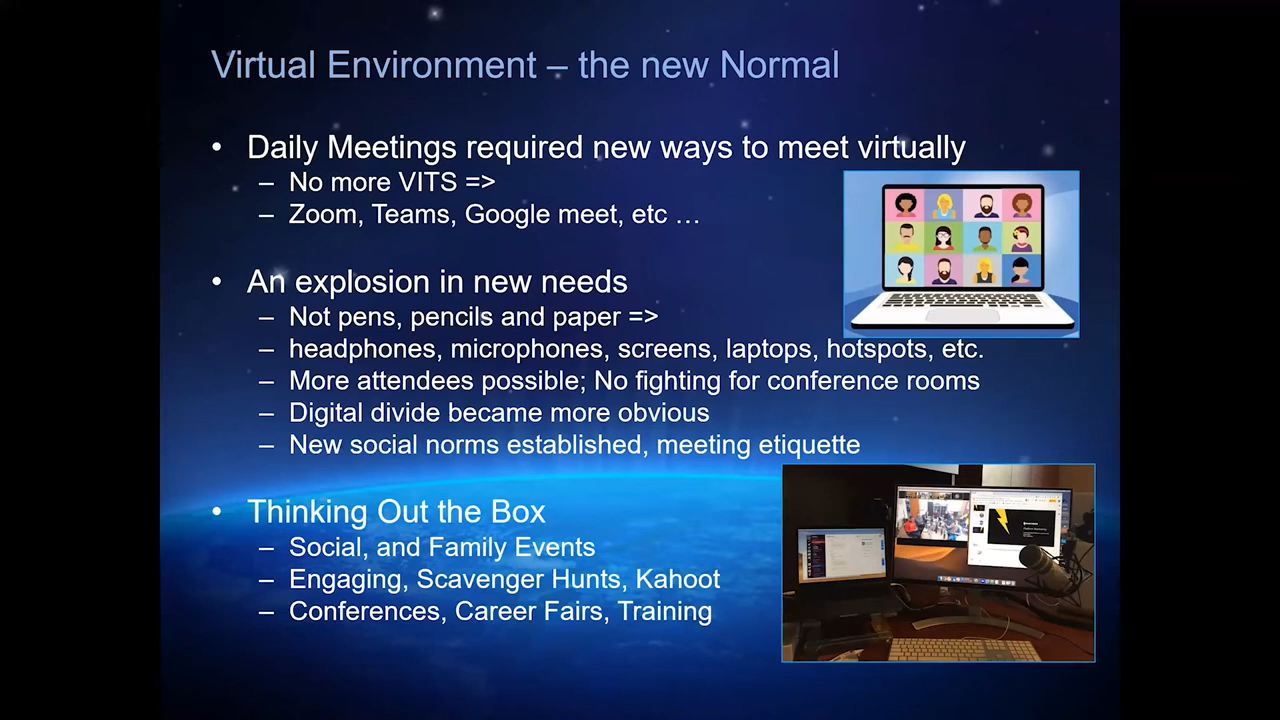 Virtual Environment – the new Normal
• Daily Meetings required new ways to meet virtually
– No more VITS =>
– Zoom, Teams, Google meet, etc …
• An explosion in new needs
– Not pens, pencils and paper =>
– headphones, microphones, screens, laptops, hotspots, etc.
– More attendees possible; No fighting for conference rooms
– Digital divide became more obvious
– New social norms established, meeting etiquette
• Thinking Out the Box
– Social, and Family Events
– Engaging, Scavenger Hunts, Kahoot
– Conferences, Career Fairs, Training